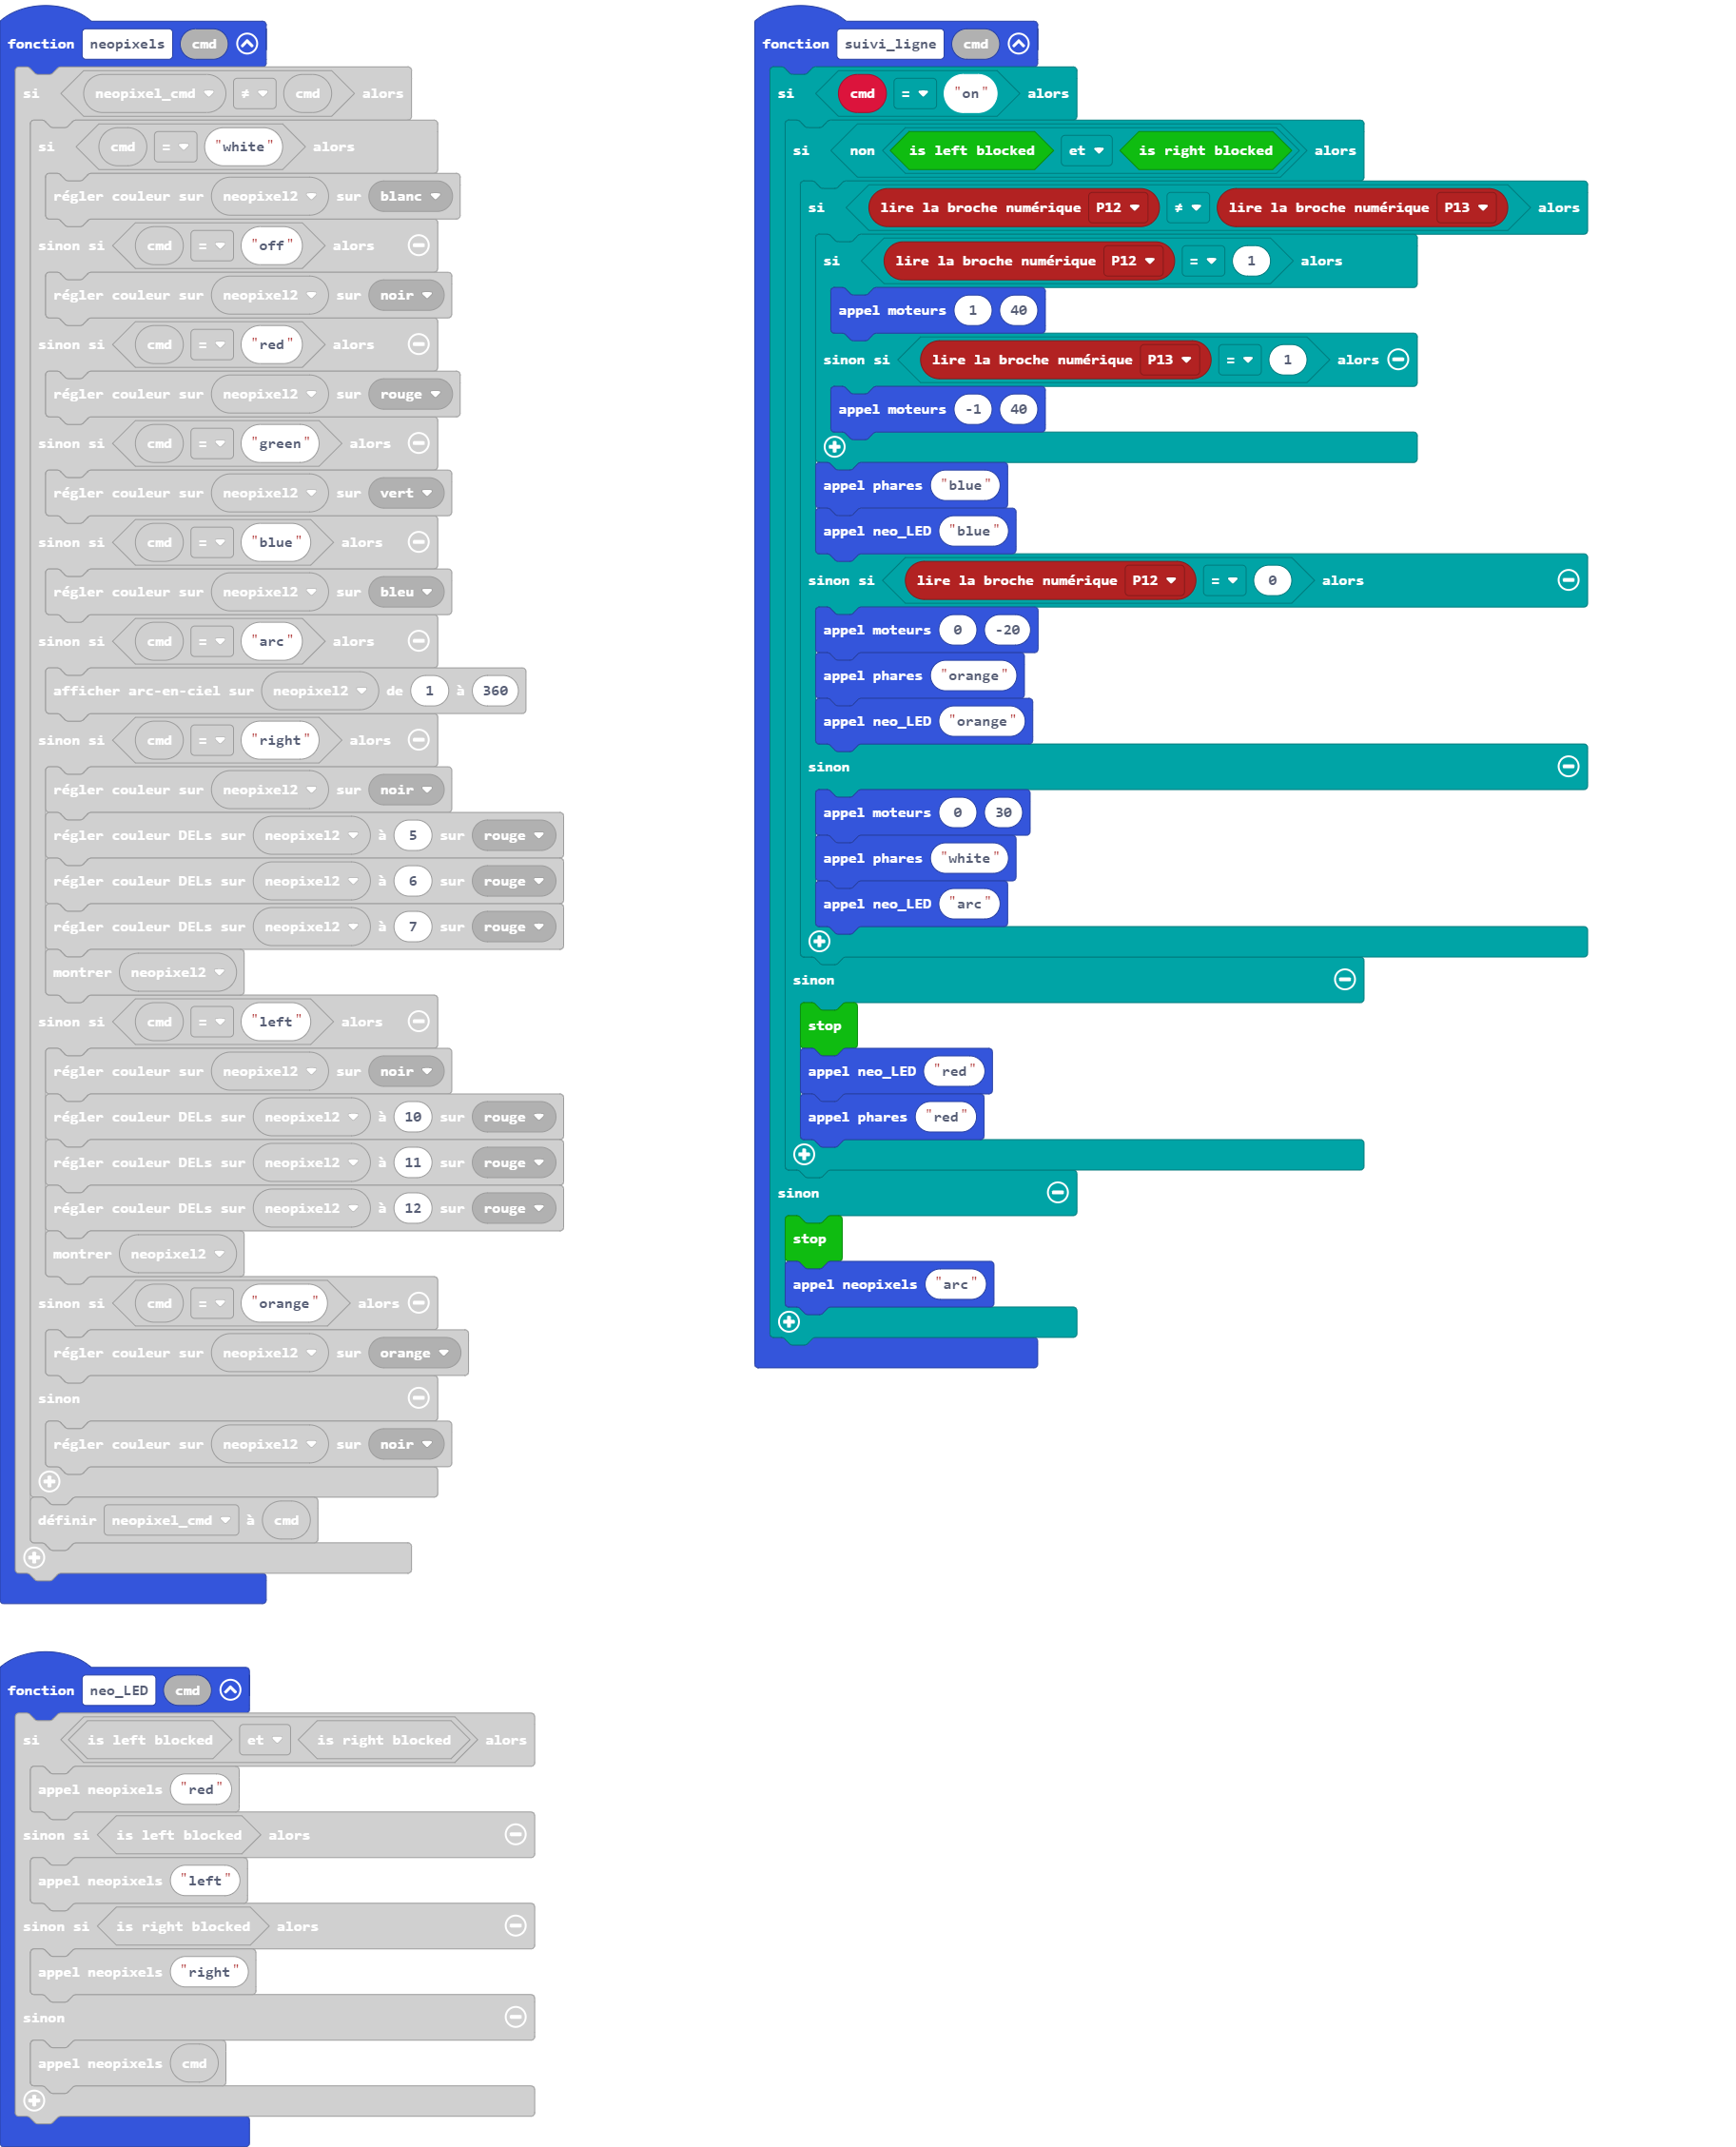 fonction neopixels cmd
si neopixel_cmd ≠ cmd alors
si cmd = "white" alors
régler couleur sur neopixel2 sur blanc
sinon si cmd = "off" alors
régler couleur sur neopixel2 sur noir
sinon si cmd = "red" alors
régler couleur sur neopixel2 sur rouge
sinon si cmd = "green" alors
régler couleur sur neopixel2 sur vert
sinon si cmd = "blue" alors
régler couleur sur neopixel2 sur bleu
sinon si cmd = "arc" alors
afficher arc-en-ciel sur neopixel2 de 1 à 360
sinon si cmd = "right" alors
régler couleur sur neopixel2 sur noir
régler couleur DELs sur neopixel2 à 5 sur rouge
régler couleur DELs sur neopixel2 à 6 sur rouge
régler couleur DELs sur neopixel2 à 7 sur rouge
montrer neopixel2
sinon si cmd = "left" alors
régler couleur sur neopixel2 sur noir
régler couleur DELs sur neopixel2 à 10 sur rouge
régler couleur DELs sur neopixel2 à 11 sur rouge
régler couleur DELs sur neopixel2 à 12 sur rouge
montrer neopixel2
sinon si cmd = "orange" alors
régler couleur sur neopixel2 sur orange
sinon
régler couleur sur neopixel2 sur noir
définir neopixel_cmd à cmd
fonction neo_LED cmd
si is left blocked et is right blocked alors
appel neopixels "red"
sinon si is left blocked alors
appel neopixels "left"
sinon si is right blocked alors
appel neopixels "right"
sinon
appel neopixels cmd
fonction suivi_ligne cmd
si cmd = "on" alors
si non is left blocked et is right blocked alors
si lire la broche numérique P12 ≠ lire la broche numérique P13 alors
si lire la broche numérique P12 = 1 alors
appel moteurs 1 40
sinon si lire la broche numérique P13 = 1 alors
appel moteurs -1 40
appel phares "blue"
appel neo_LED "blue"
sinon si lire la broche numérique P12 = 0 alors
appel moteurs 0 -20
appel phares "orange"
appel neo_LED "orange"
sinon
appel moteurs 0 30
appel phares "white"
appel neo_LED "arc"
sinon
stop
appel neo_LED "red"
appel phares "red"
sinon
stop
appel neopixels "arc"